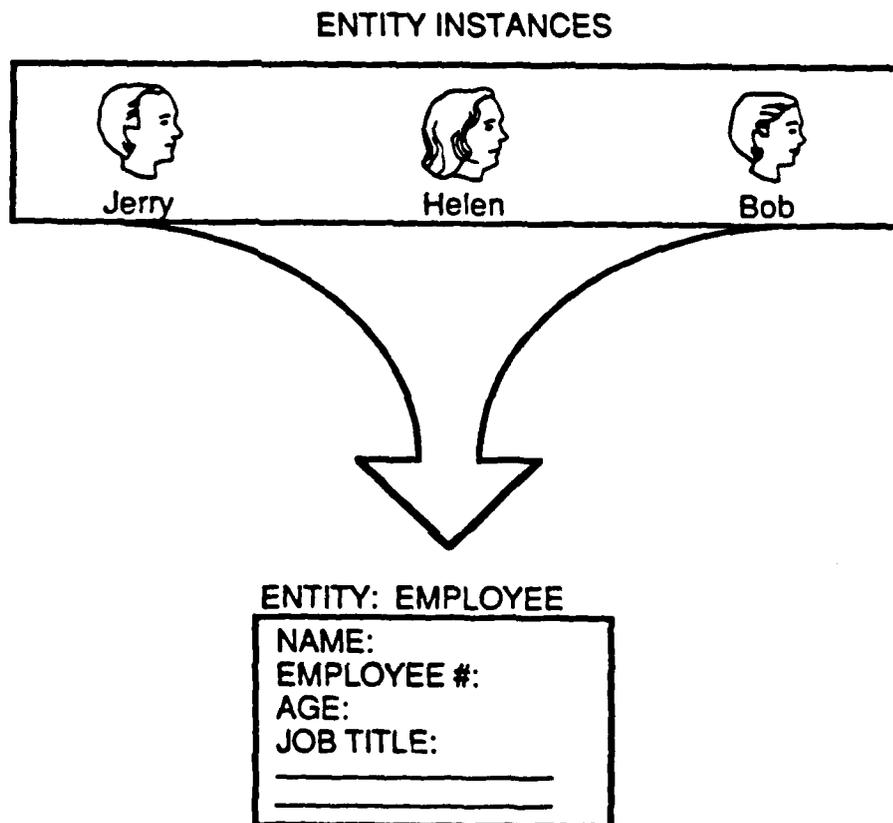 ENTITY INSTANCES
Jerry Helen Bob
ENTITY: EMPLOYEE
NAME:
EMPLOYEE #:
AGE:
JOB TITLE: